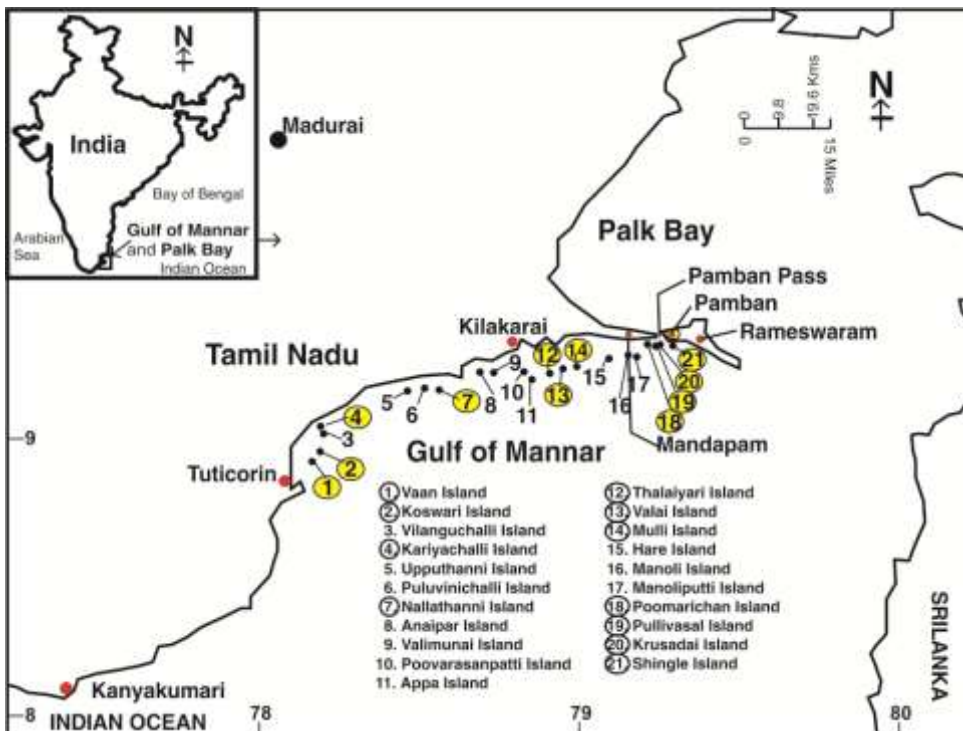 N
India
Bay of Bengal
Arabian
Sea
Gulf of Mannar
and Palk Bay
Indian Ocean
Madurai
N
0 9.8 19.6 Kms
0 15 Miles
Palk Bay
Pamban Pass
Pamban
Rameswaram
Kilakarai
Tamil Nadu
12
14
9
10
11
13
15
16
17
21
20
19
18
5
6
7
8
4
3
2
1
9
Mandapam
Gulf of Mannar
Tuticorin
1 Vaan Island
2 Koswari Island
3. Vilanguchalli Island
4 Kariyachalli Island
5. Upputhanni Island
6. Puluvinichalli Island
7 Nallathanni Island
8. Anaipar Island
9. Valimunai Island
10. Poovarasanpatti Island
11. Appa Island
12 Thalaiyari Island
13 Valai Island
14 Mulli Island
15. Hare Island
16. Manoli Island
17. Manoliputti Island
18 Poomarichan Island
19 Pullivasal Island
20 Krusadai Island
21 Shingle Island
SRILANKA
Kanyakumari
8
INDIAN OCEAN
78
79
80